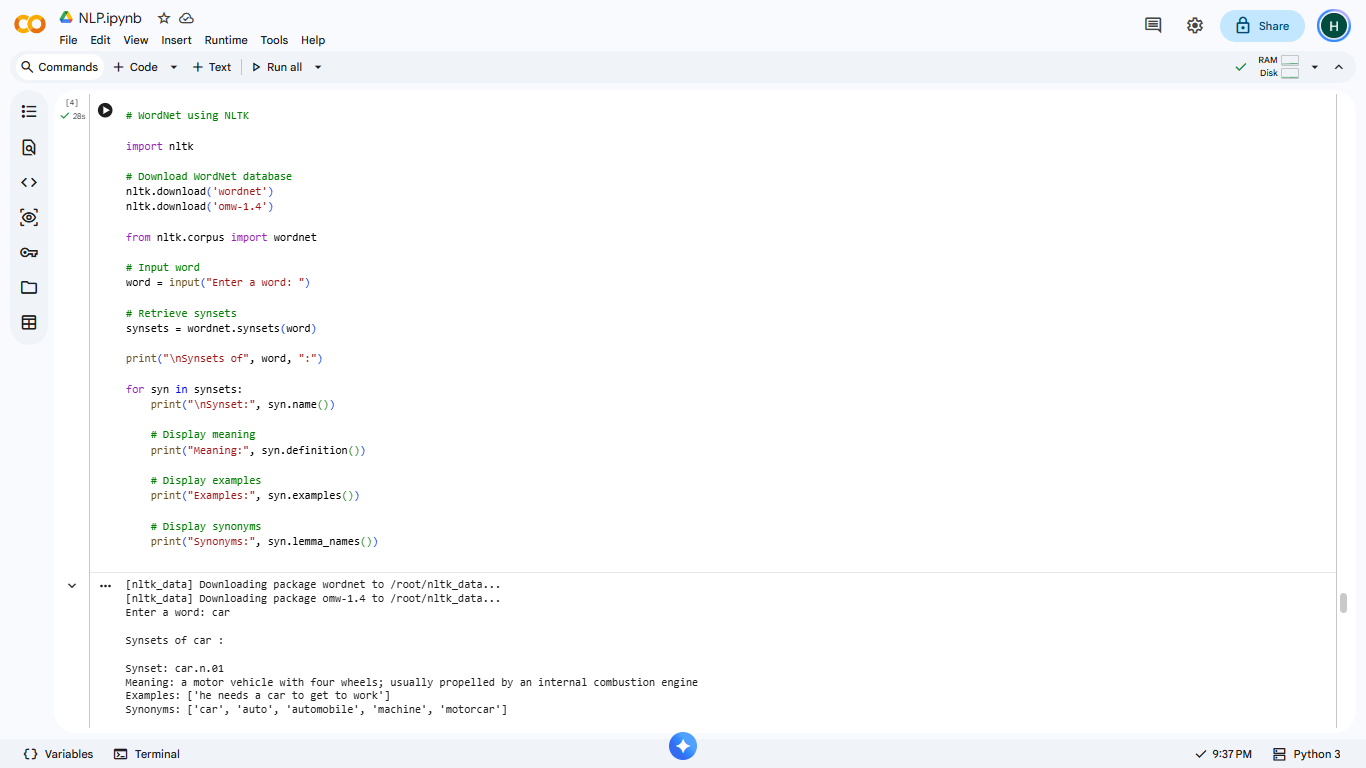 NLP.ipynb
File Edit View Insert Runtime Tools Help
Share
H
Commands + Code + Text Run all
RAM
Disk
[4]
28s
# WordNet using NLTK
import nltk
# Download WordNet database
nltk.download('wordnet')
nltk.download('omw-1.4')
from nltk.corpus import wordnet
# Input word
word = input("Enter a word: ")
# Retrieve synsets
synsets = wordnet.synsets(word)
print("\nSynsets of", word, ":")
for syn in synsets:
    print("\nSynset:", syn.name())
    # Display meaning
    print("Meaning:", syn.definition())
    # Display examples
    print("Examples:", syn.examples())
    # Display synonyms
    print("Synonyms:", syn.lemma_names())
[nltk_data] Downloading package wordnet to /root/nltk_data...
[nltk_data] Downloading package omw-1.4 to /root/nltk_data...
Enter a word: car
Synsets of car :
Synset: car.n.01
Meaning: a motor vehicle with four wheels; usually propelled by an internal combustion engine
Examples: ['he needs a car to get to work']
Synonyms: ['car', 'auto', 'automobile', 'machine', 'motorcar']
Variables Terminal
9:37 PM Python 3